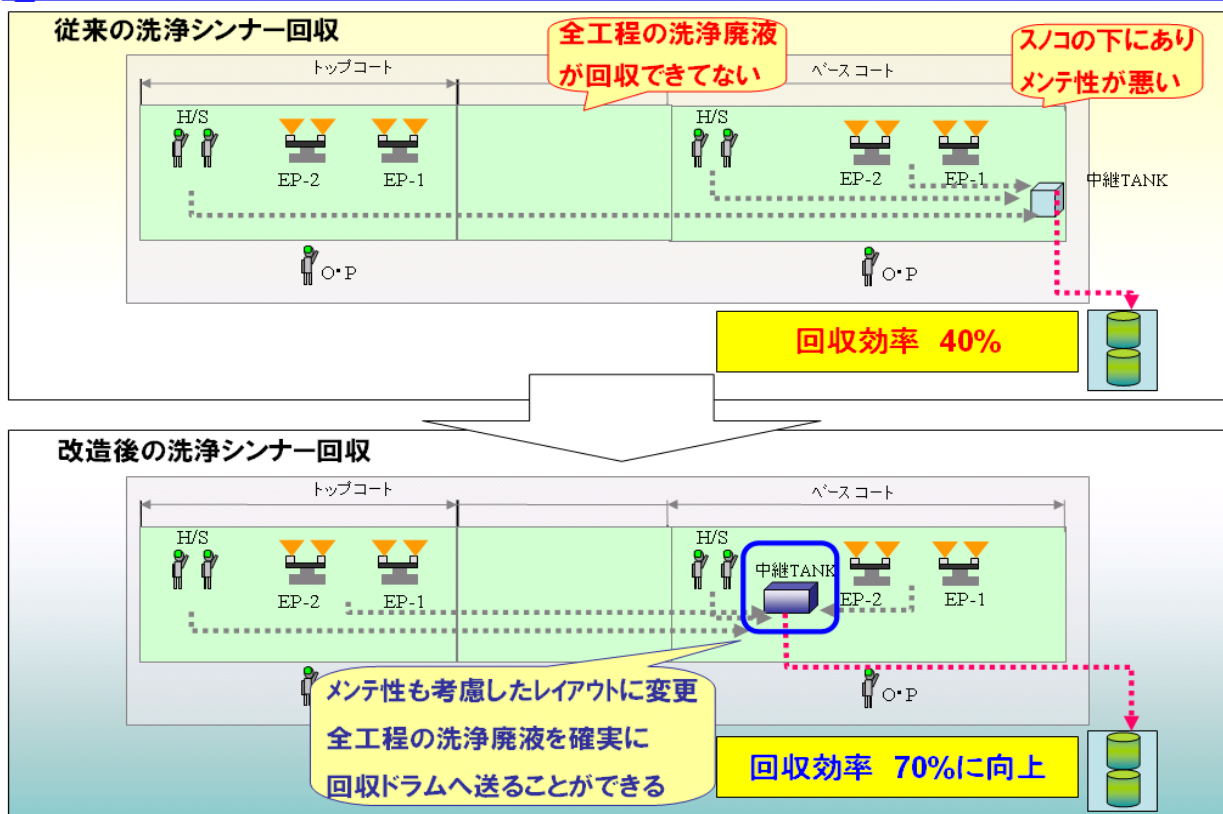 従来の洗浄シンナー回収
全工程の洗浄廃液
が回収できてない
スノコの下にあり
メンテ性が悪い
トップコート
ベースコート
H/S
EP-2
EP-1
H/S
EP-2
EP-1
中継TANK
O・P
O・P
回収効率 40%
改造後の洗浄シンナー回収
トップコート
ベースコート
H/S
EP-2
EP-1
H/S
中継TANK
EP-2
EP-1
O・P
メンテ性も考慮したレイアウトに変更
全工程の洗浄廃液を確実に
回収ドラムへ送ることができる
回収効率 70%に向上